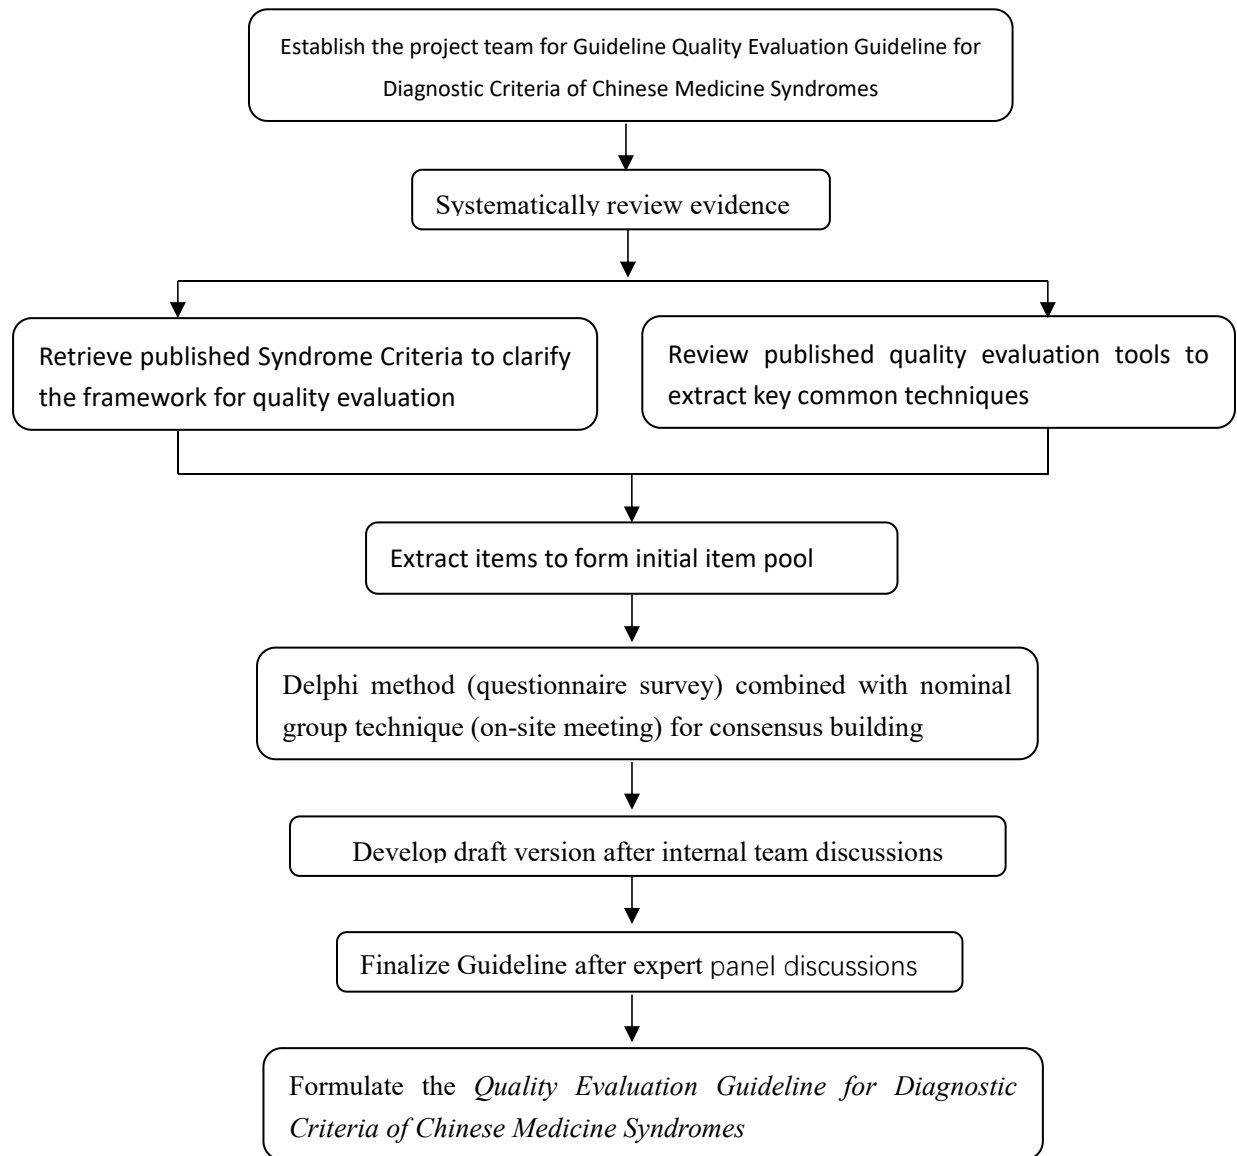 Establish the project team for Guideline Quality Evaluation Guideline for
Diagnostic Criteria of Chinese Medicine Syndromes
Systematically review evidence
Retrieve published Syndrome Criteria to clarify
the framework for quality evaluation
Review published quality evaluation tools to
extract key common techniques
Extract items to form initial item pool
Delphi method (questionnaire survey) combined with nominal
group technique (on-site meeting) for consensus building
Develop draft version after internal team discussions
Finalize Guideline after expert panel discussions
Formulate the Quality Evaluation Guideline for Diagnostic
Criteria of Chinese Medicine Syndromes